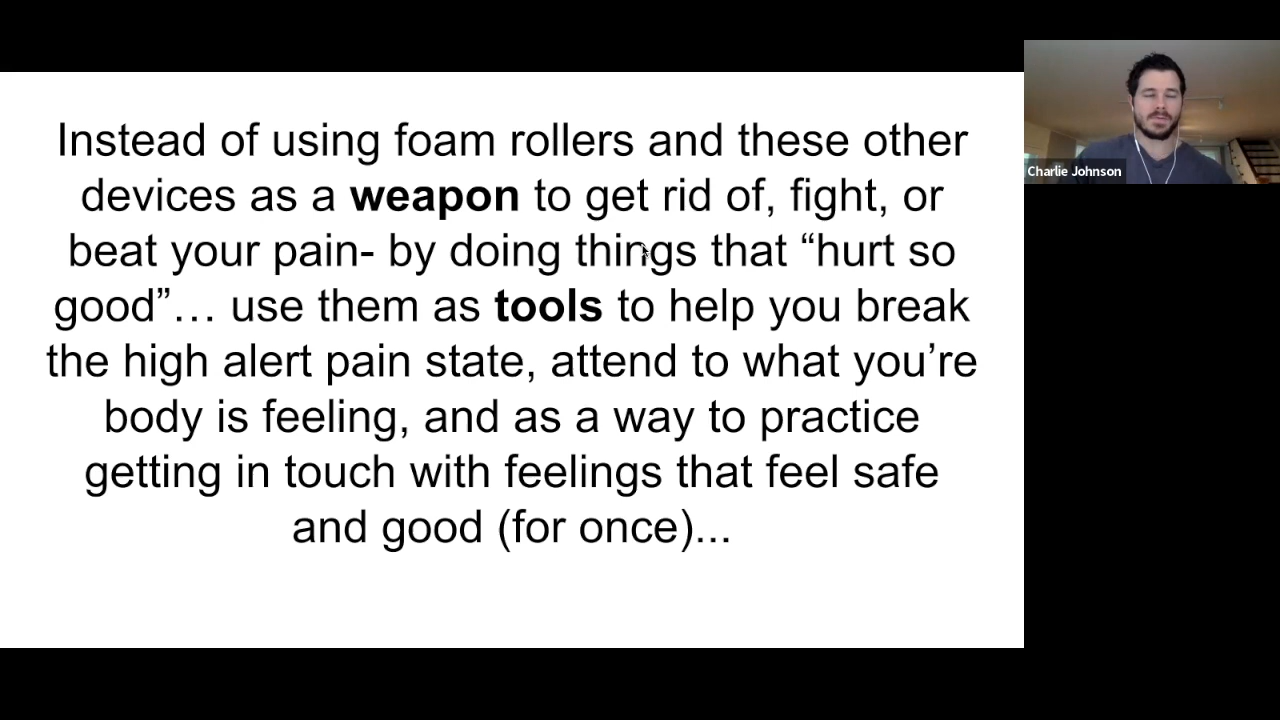 Instead of using foam rollers and these other
devices as a weapon to get rid of, fight, or
beat your pain- by doing things that “hurt so
good”… use them as tools to help you break
the high alert pain state, attend to what you’re
body is feeling, and as a way to practice
getting in touch with feelings that feel safe
and good (for once)...
Charlie Johnson